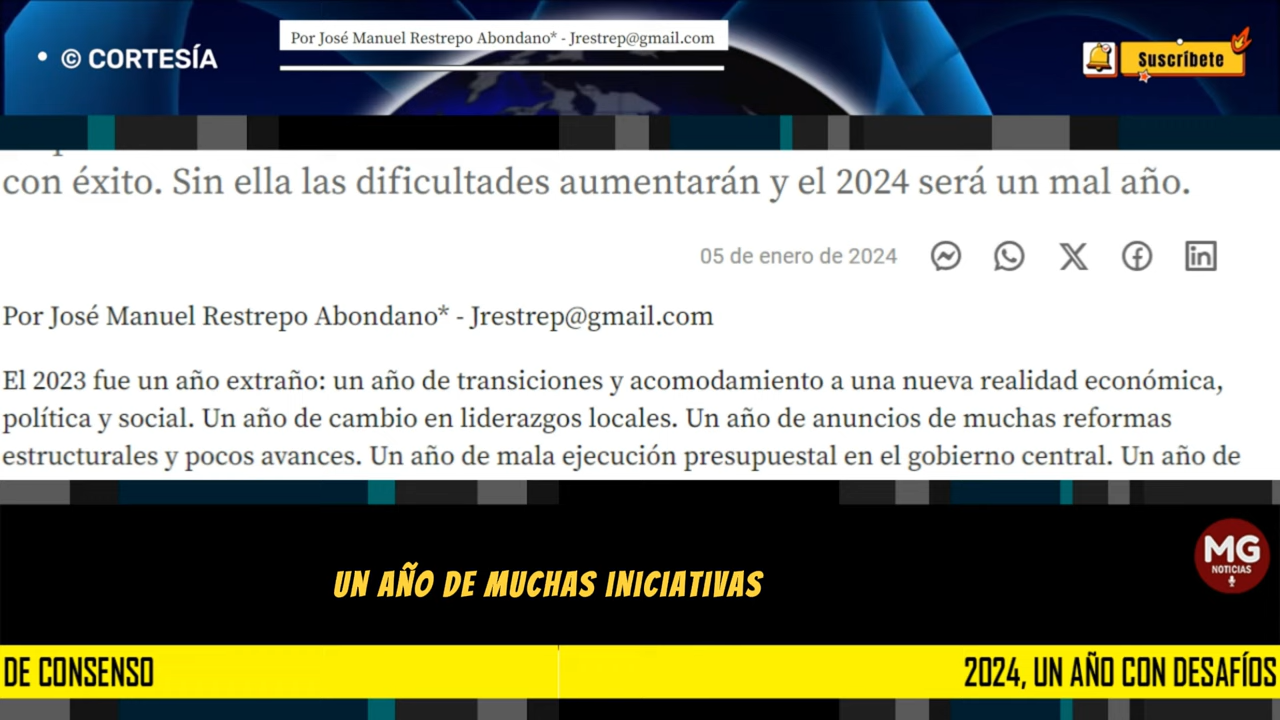 • © CORTESÍA
Por José Manuel Restrepo Abondano* - Jrestrep@gmail.com
Suscríbete
con éxito. Sin ella las dificultades aumentarán y el 2024 será un mal año.
05 de enero de 2024
Por José Manuel Restrepo Abondano* - Jrestrep@gmail.com
El 2023 fue un año extraño: un año de transiciones y acomodamiento a una nueva realidad económica,
política y social. Un año de cambio en liderazgos locales. Un año de anuncios de muchas reformas
estructurales y pocos avances. Un año de mala ejecución presupuestal en el gobierno central. Un año de
MG
NOTICIAS
UN AÑO DE MUCHAS INICIATIVAS
DE CONSENSO
2024, UN AÑO CON DESAFÍOS